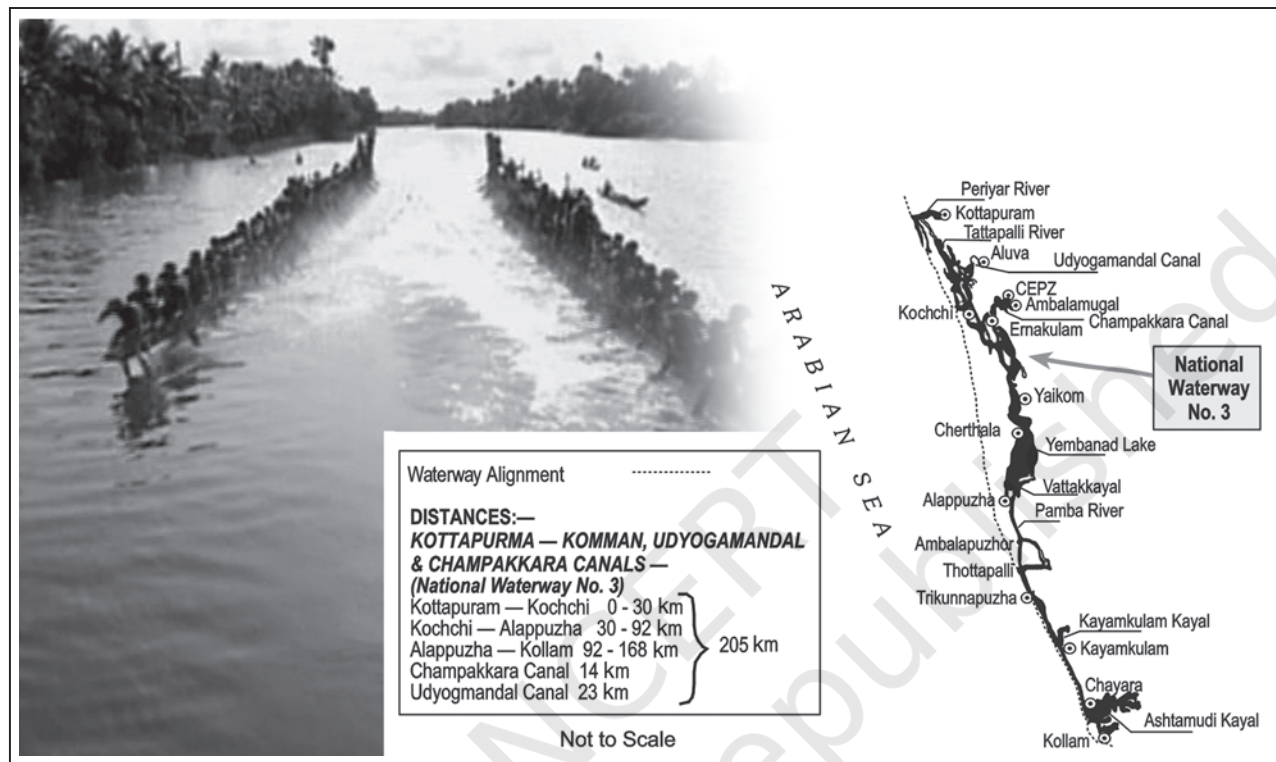 Periyar River
Kottapuram
Tattapalli River
Aluva
Udyogamandal Canal
CEPZ
Ambalamugal
Kochchi
Champakkara Canal
Ernakulam
ARABIAN SEA
National
Waterway
No. 3
Yaikom
Cherthala
Yembanad Lake
Vattakkayal
Alappuzha
Pamba River
Ambalapuzhor
Thottapalli
Trikunnapuzha
Kayamkulam Kayal
Kayamkulam
Chayara
Ashtamudi Kayal
Kollam
Waterway Alignment
DISTANCES:—
KOTTAPURMA — KOMMAN, UDYOGAMANDAL
& CHAMPAKKARA CANALS —
(National Waterway No. 3)
Kottapuram — Kochchi 0 - 30 km
Kochchi — Alappuzha 30 - 92 km
Alappuzha — Kollam 92 - 168 km
Champakkara Canal 14 km
Udyogmandal Canal 23 km
205 km
Not to Scale
NCERT
republished